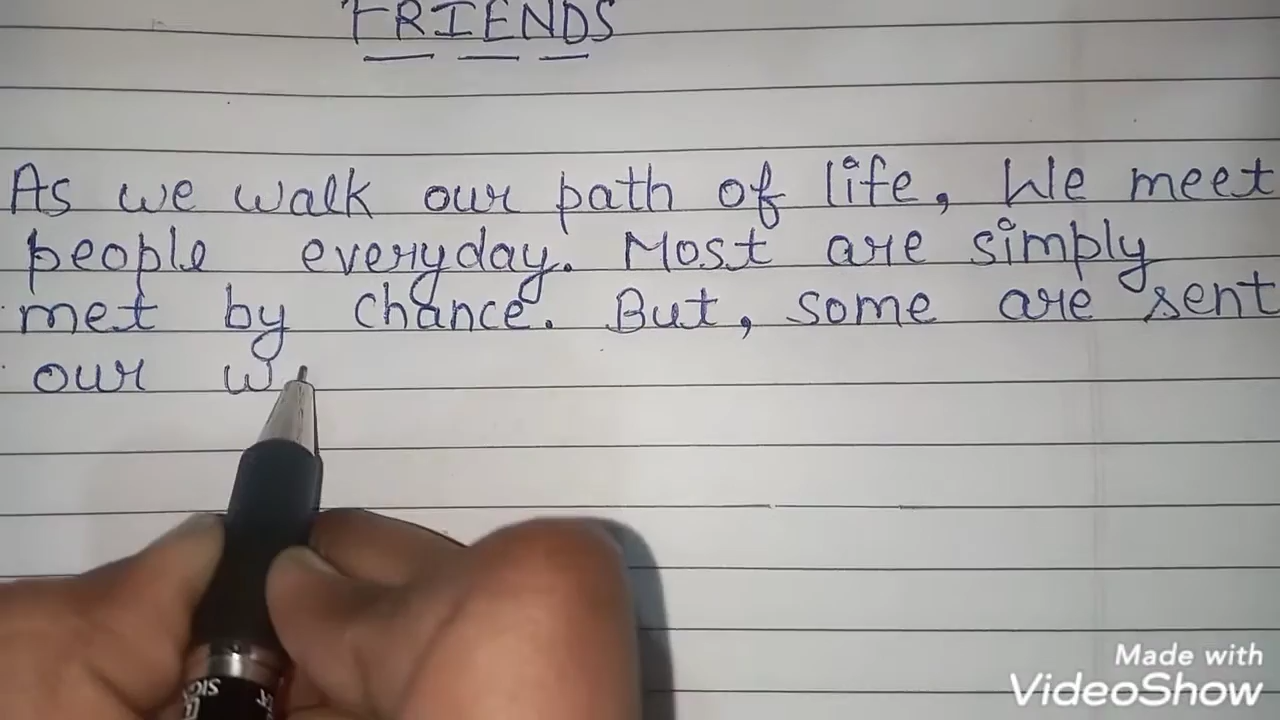 FRIENDS
As we walk our path of life, We meet
people everyday. Most are simply
met by chance. But, some are sent
our w
Made with
VideoShow